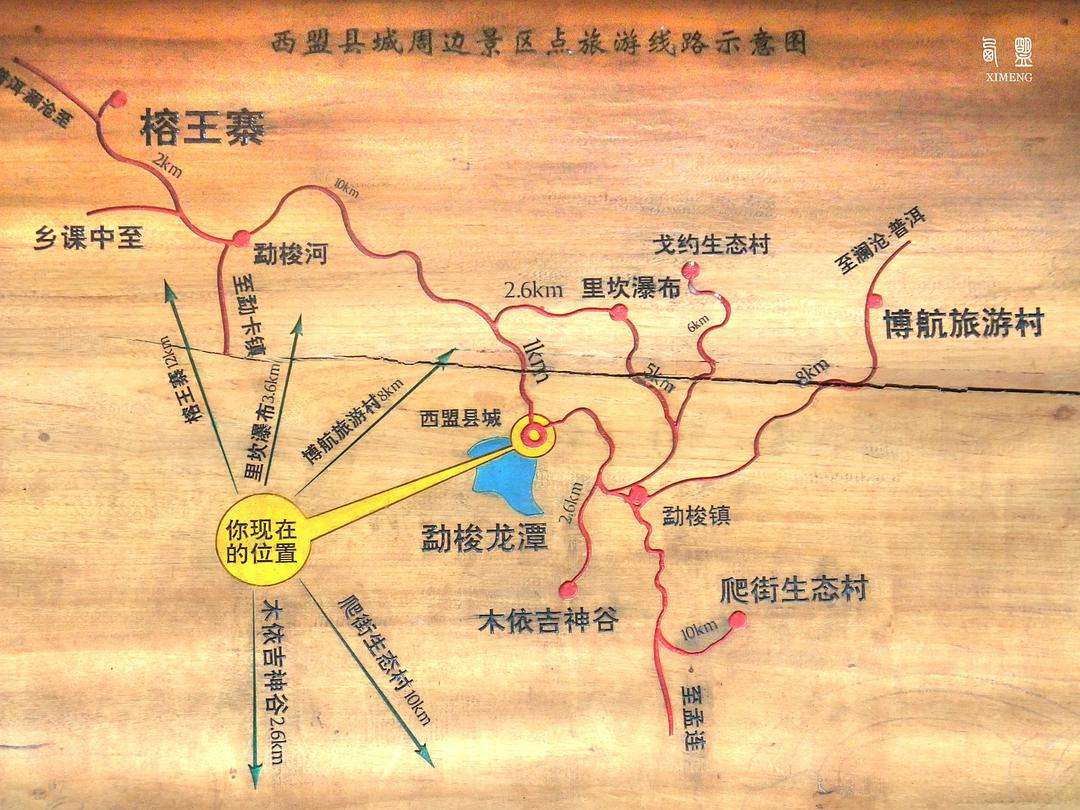 西盟县城周边景区点旅游线路示意图
XIMENG
普洱·澜沧至
榕王寨
2km
10km
乡课中至
勐梭河
至勐卡镇
戈约生态村
至澜沧·普洱
2.6km
里坎瀑布
6km
博航旅游村
1km
5km
8km
榕王寨12km
里坎瀑布3.6km
博航旅游村8km
西盟县城
2.6km
勐梭镇
你现在
的位置
勐梭龙潭
爬街生态村
木依吉神谷
10km
木依吉神谷2.6km
爬街生态村10km
至孟连